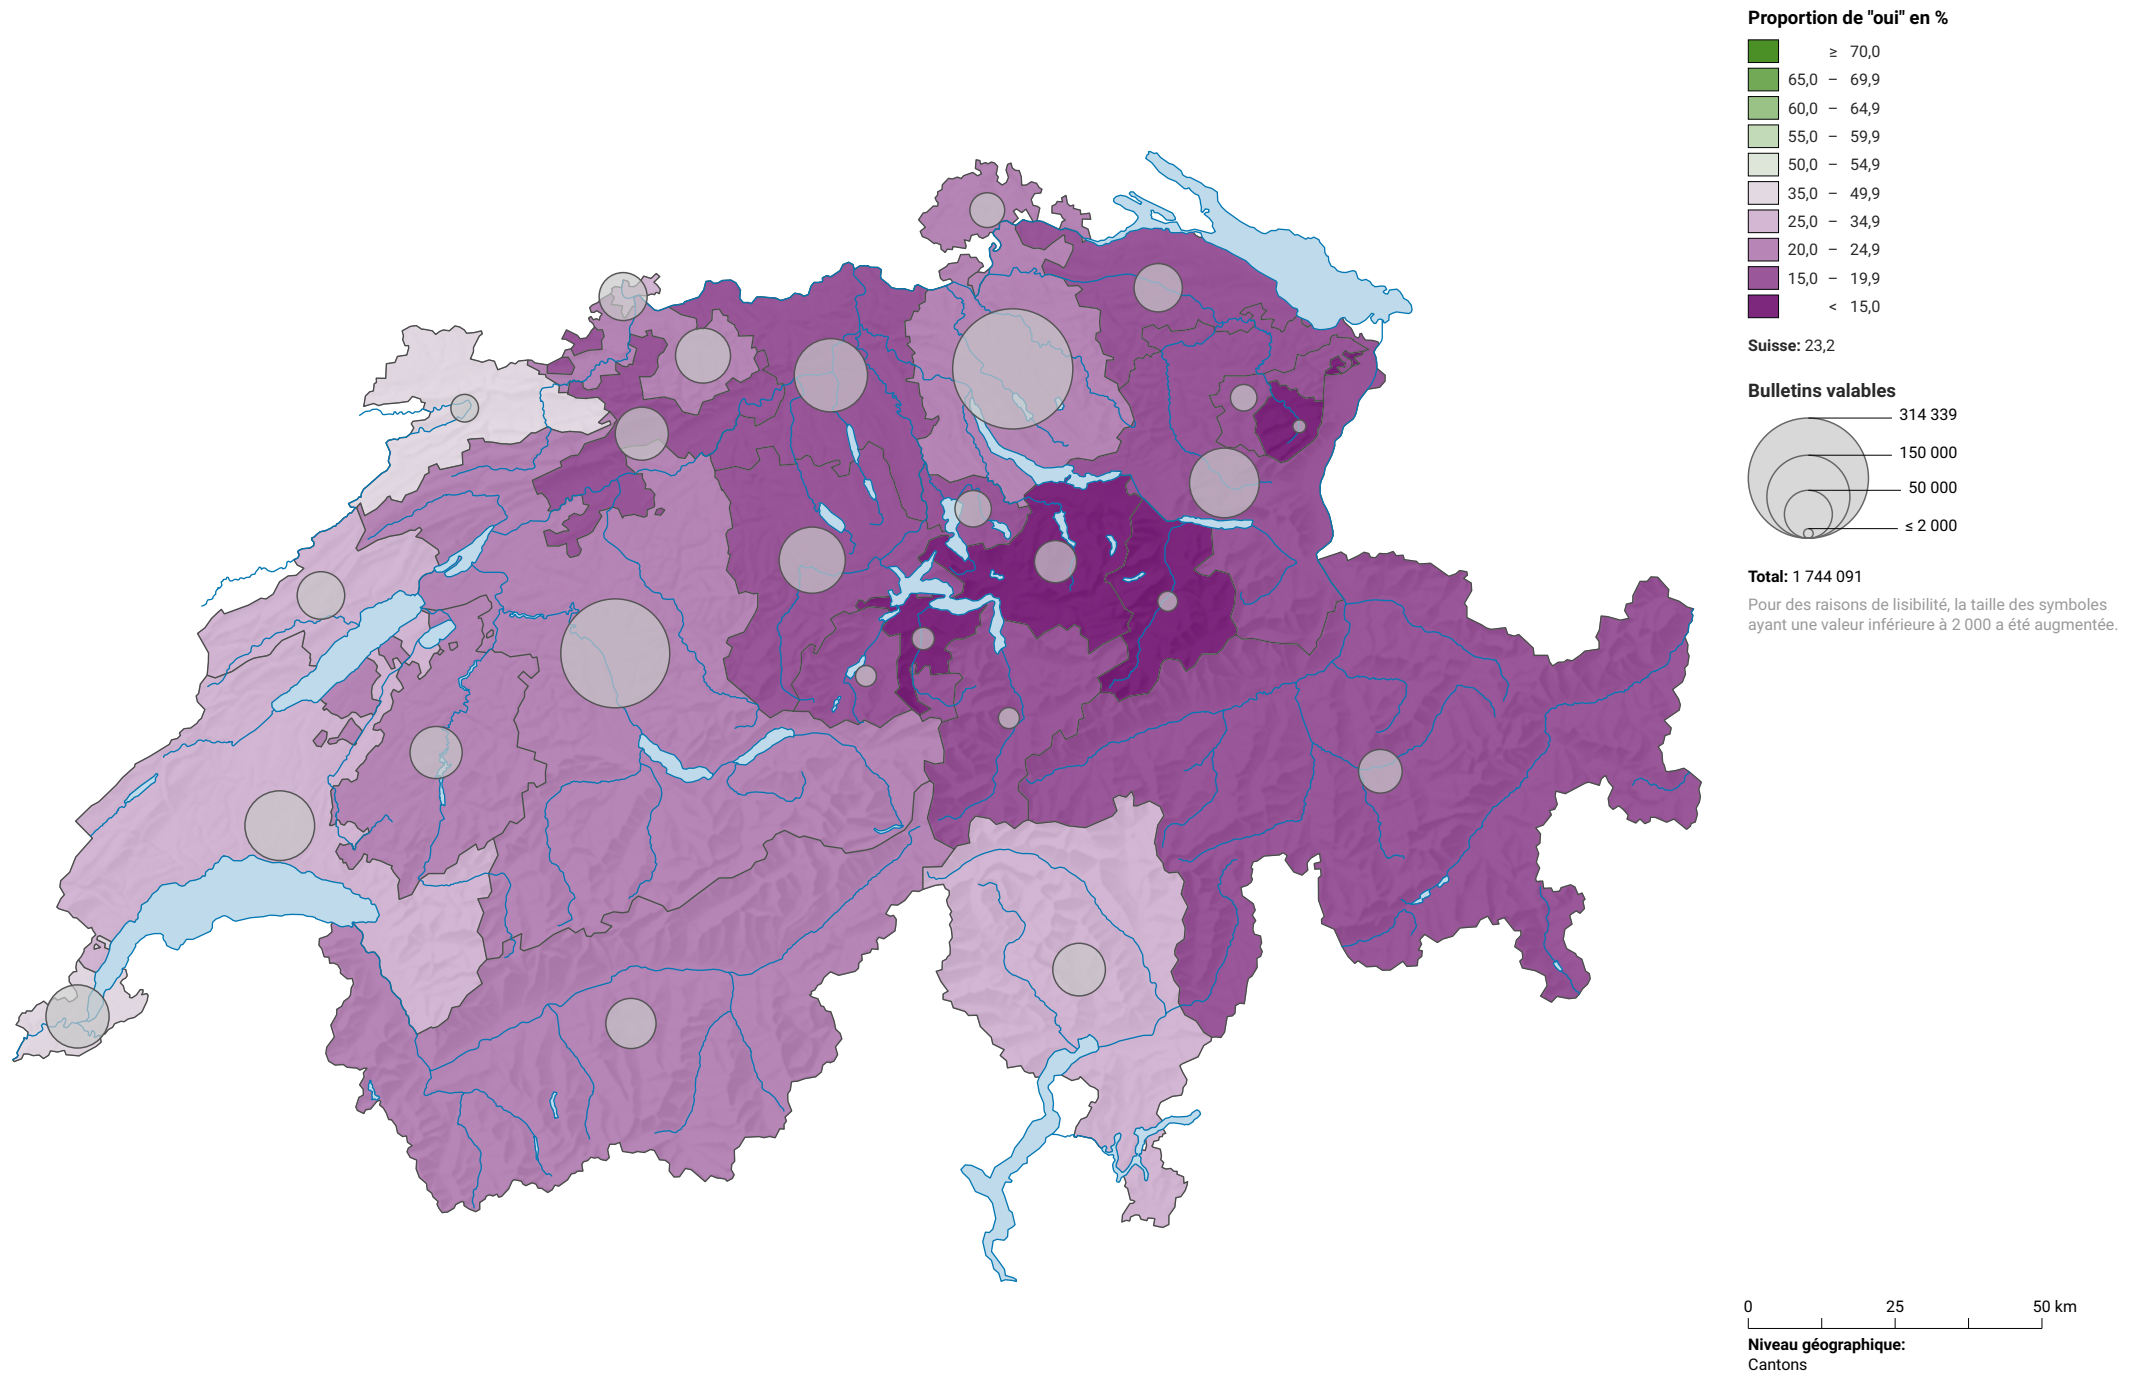 Proportion de "oui" en %
≥ 70,0
65,0 – 69,9
60,0 – 64,9
55,0 – 59,9
50,0 – 54,9
35,0 – 49,9
25,0 – 34,9
20,0 – 24,9
15,0 – 19,9
< 15,0
Suisse: 23,2
Bulletins valables
314 339
150 000
50 000
≤ 2 000
Total: 1 744 091
Pour des raisons de lisibilité, la taille des symboles
ayant une valeur inférieure à 2 000 a été augmentée.
0 25 50 km
Niveau géographique:
Cantons